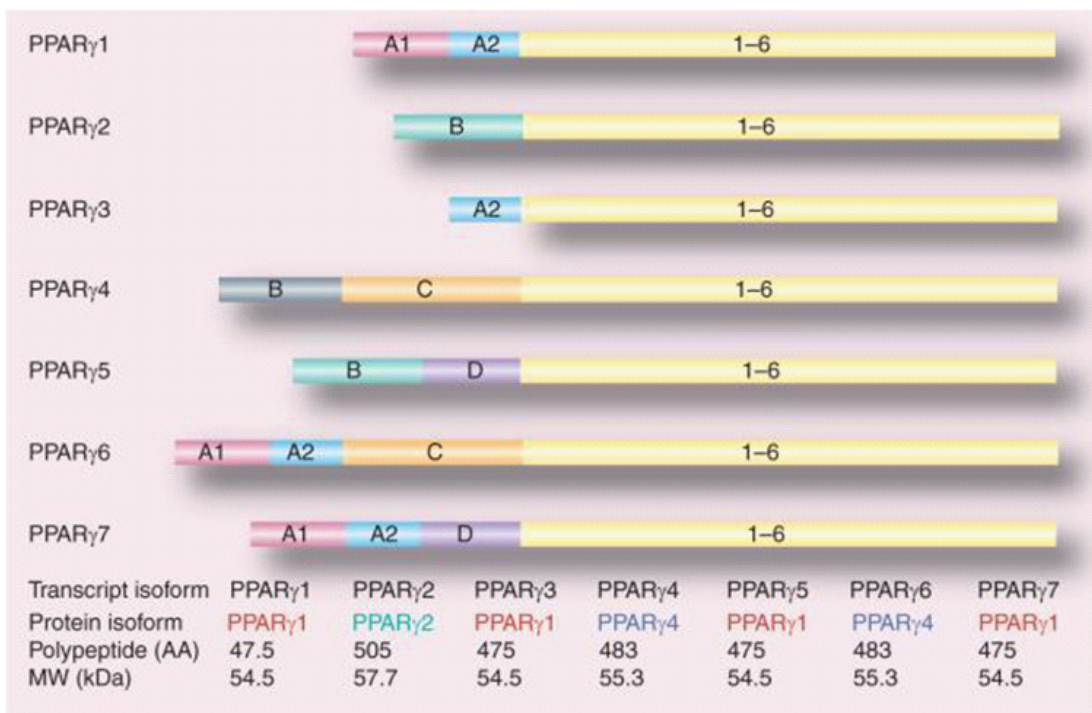 PPARγ1 A1 A2 1–6
PPARγ2 B 1–6
PPARγ3 A2 1–6
PPARγ4 B C 1–6
PPARγ5 B D 1–6
PPARγ6 A1 A2 C 1–6
PPARγ7 A1 A2 D 1–6
Transcript isoform PPARγ1 PPARγ2 PPARγ3 PPARγ4 PPARγ5 PPARγ6 PPARγ7
Protein isoform PPARγ1 PPARγ2 PPARγ1 PPARγ4 PPARγ1 PPARγ4 PPARγ1
Polypeptide (AA) 47.5 505 475 483 475 483 475
MW (kDa) 54.5 57.7 54.5 55.3 54.5 55.3 54.5